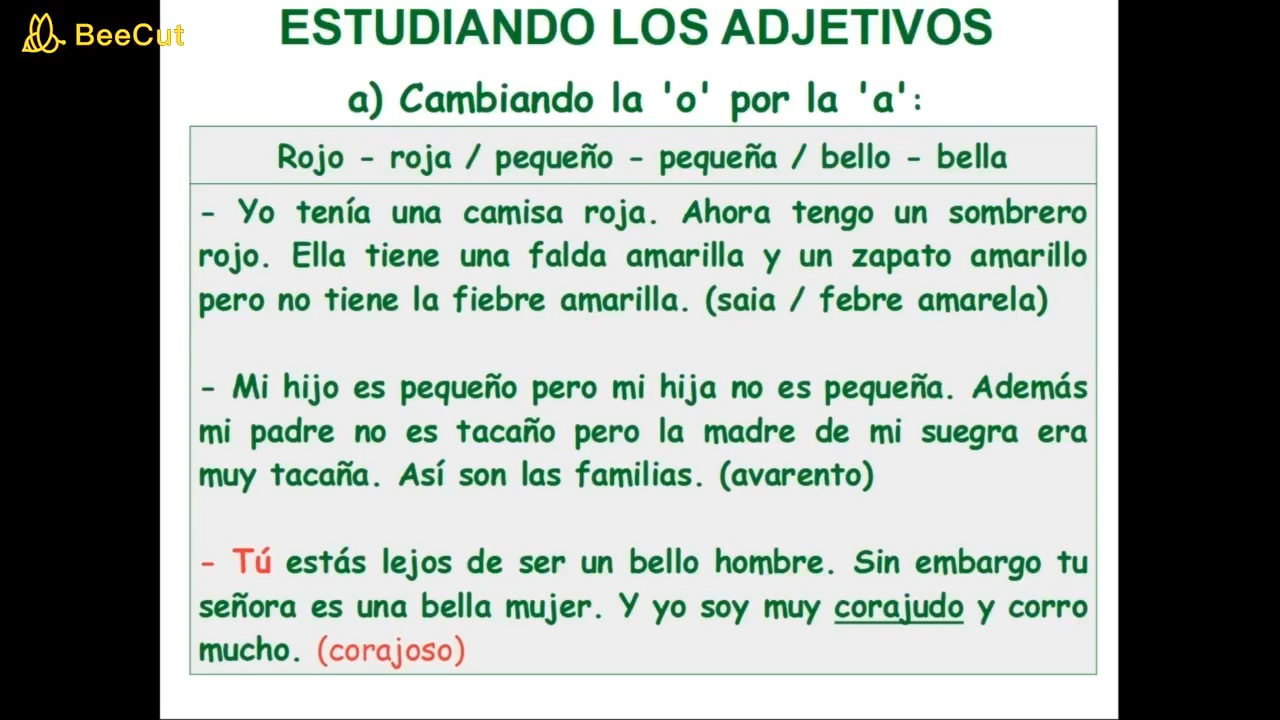 BeeCut
ESTUDIANDO LOS ADJETIVOS
a) Cambiando la 'o' por la 'a':
Rojo - roja / pequeño - pequeña / bello - bella
- Yo tenía una camisa roja. Ahora tengo un sombrero
rojo. Ella tiene una falda amarilla y un zapato amarillo
pero no tiene la fiebre amarilla. (saia / febre amarela)
- Mi hijo es pequeño pero mi hija no es pequeña. Además
mi padre no es tacaño pero la madre de mi suegra era
muy tacaña. Así son las familias. (avarento)
- Tú estás lejos de ser un bello hombre. Sin embargo tu
señora es una bella mujer. Y yo soy muy corajudo y corro
mucho. (corajoso)